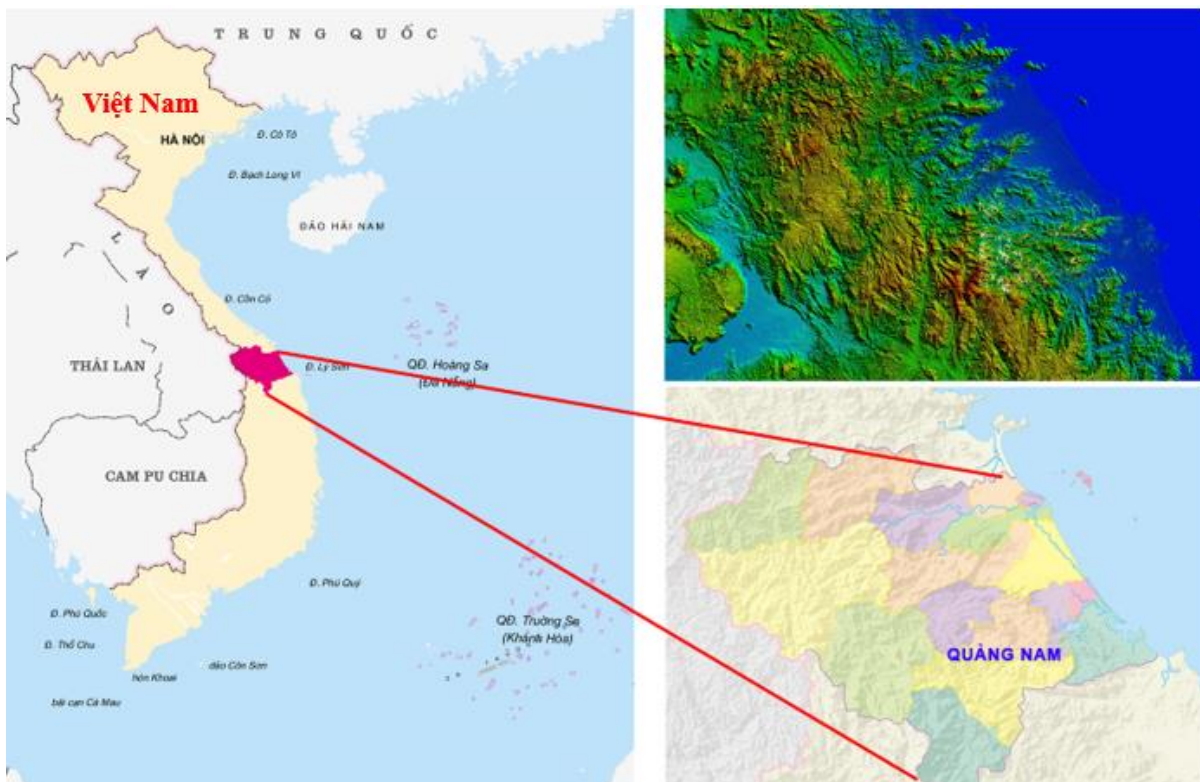 TRUNG QUỐC
Việt Nam
HÀ NỘI
Đ. Cô Tô
Đ. Bạch Long Vĩ
ĐẢO HẢI NAM
LÀO
Đ. Cồn Cỏ
THÁI LAN
Đ. Lý Sơn
QĐ. Hoàng Sa
(Đà Nẵng)
CAM PU CHIA
Đ. Phú Quý
Đ. Phú Quốc
QĐ. Trường Sa
(Khánh Hòa)
Đ. Thổ Chu
đảo Côn Sơn
hòn Khoai
bãi cạn Cà Mau
QUẢNG NAM